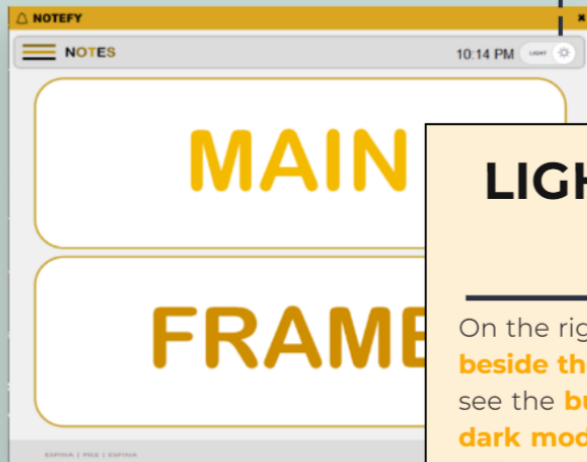 NOTEFY
NOTES
10:14 PM
LIGHT
MAIN
FRAME
LIGH
On the rig
beside th
see the bu
dark mod